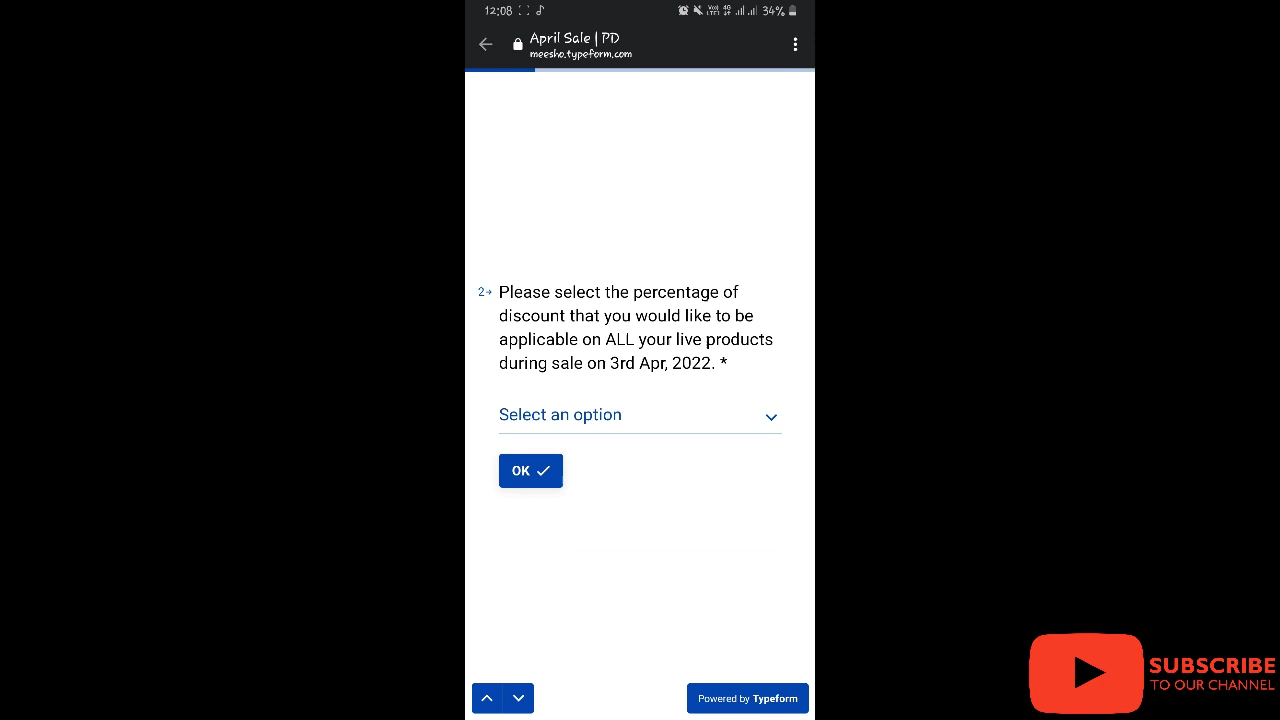 12:08
VoLTE 4G 34%
April Sale | PD
meesho.typeform.com
2 Please select the percentage of
discount that you would like to be
applicable on ALL your live products
during sale on 3rd Apr, 2022. *
Select an option
OK
Powered by Typeform
SUBSCRIBE
TO OUR CHANNEL